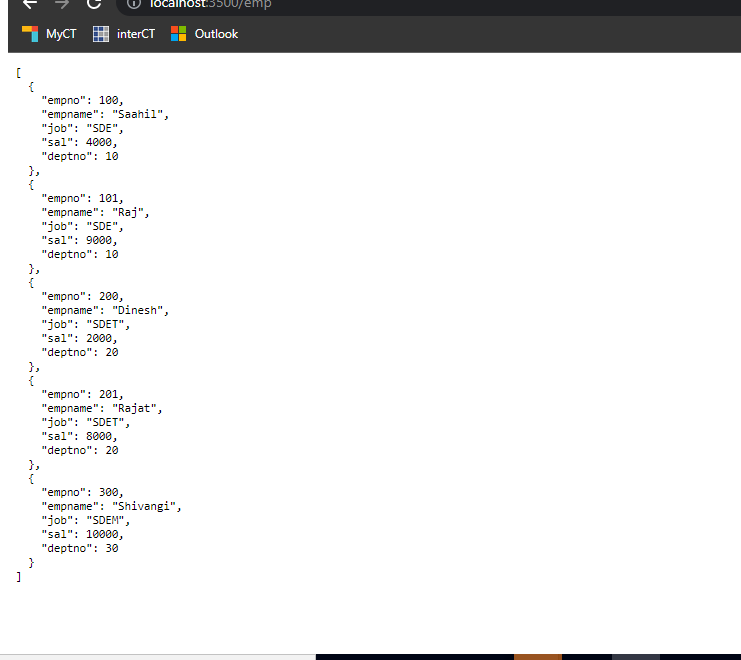 localhost:3500/emp
MyCT interCT Outlook
[
  {
    "empno": 100,
    "empname": "Saahil",
    "job": "SDE",
    "sal": 4000,
    "deptno": 10
  },
  {
    "empno": 101,
    "empname": "Raj",
    "job": "SDE",
    "sal": 9000,
    "deptno": 10
  },
  {
    "empno": 200,
    "empname": "Dinesh",
    "job": "SDET",
    "sal": 2000,
    "deptno": 20
  },
  {
    "empno": 201,
    "empname": "Rajat",
    "job": "SDET",
    "sal": 8000,
    "deptno": 20
  },
  {
    "empno": 300,
    "empname": "Shivangi",
    "job": "SDEM",
    "sal": 10000,
    "deptno": 30
  }
]